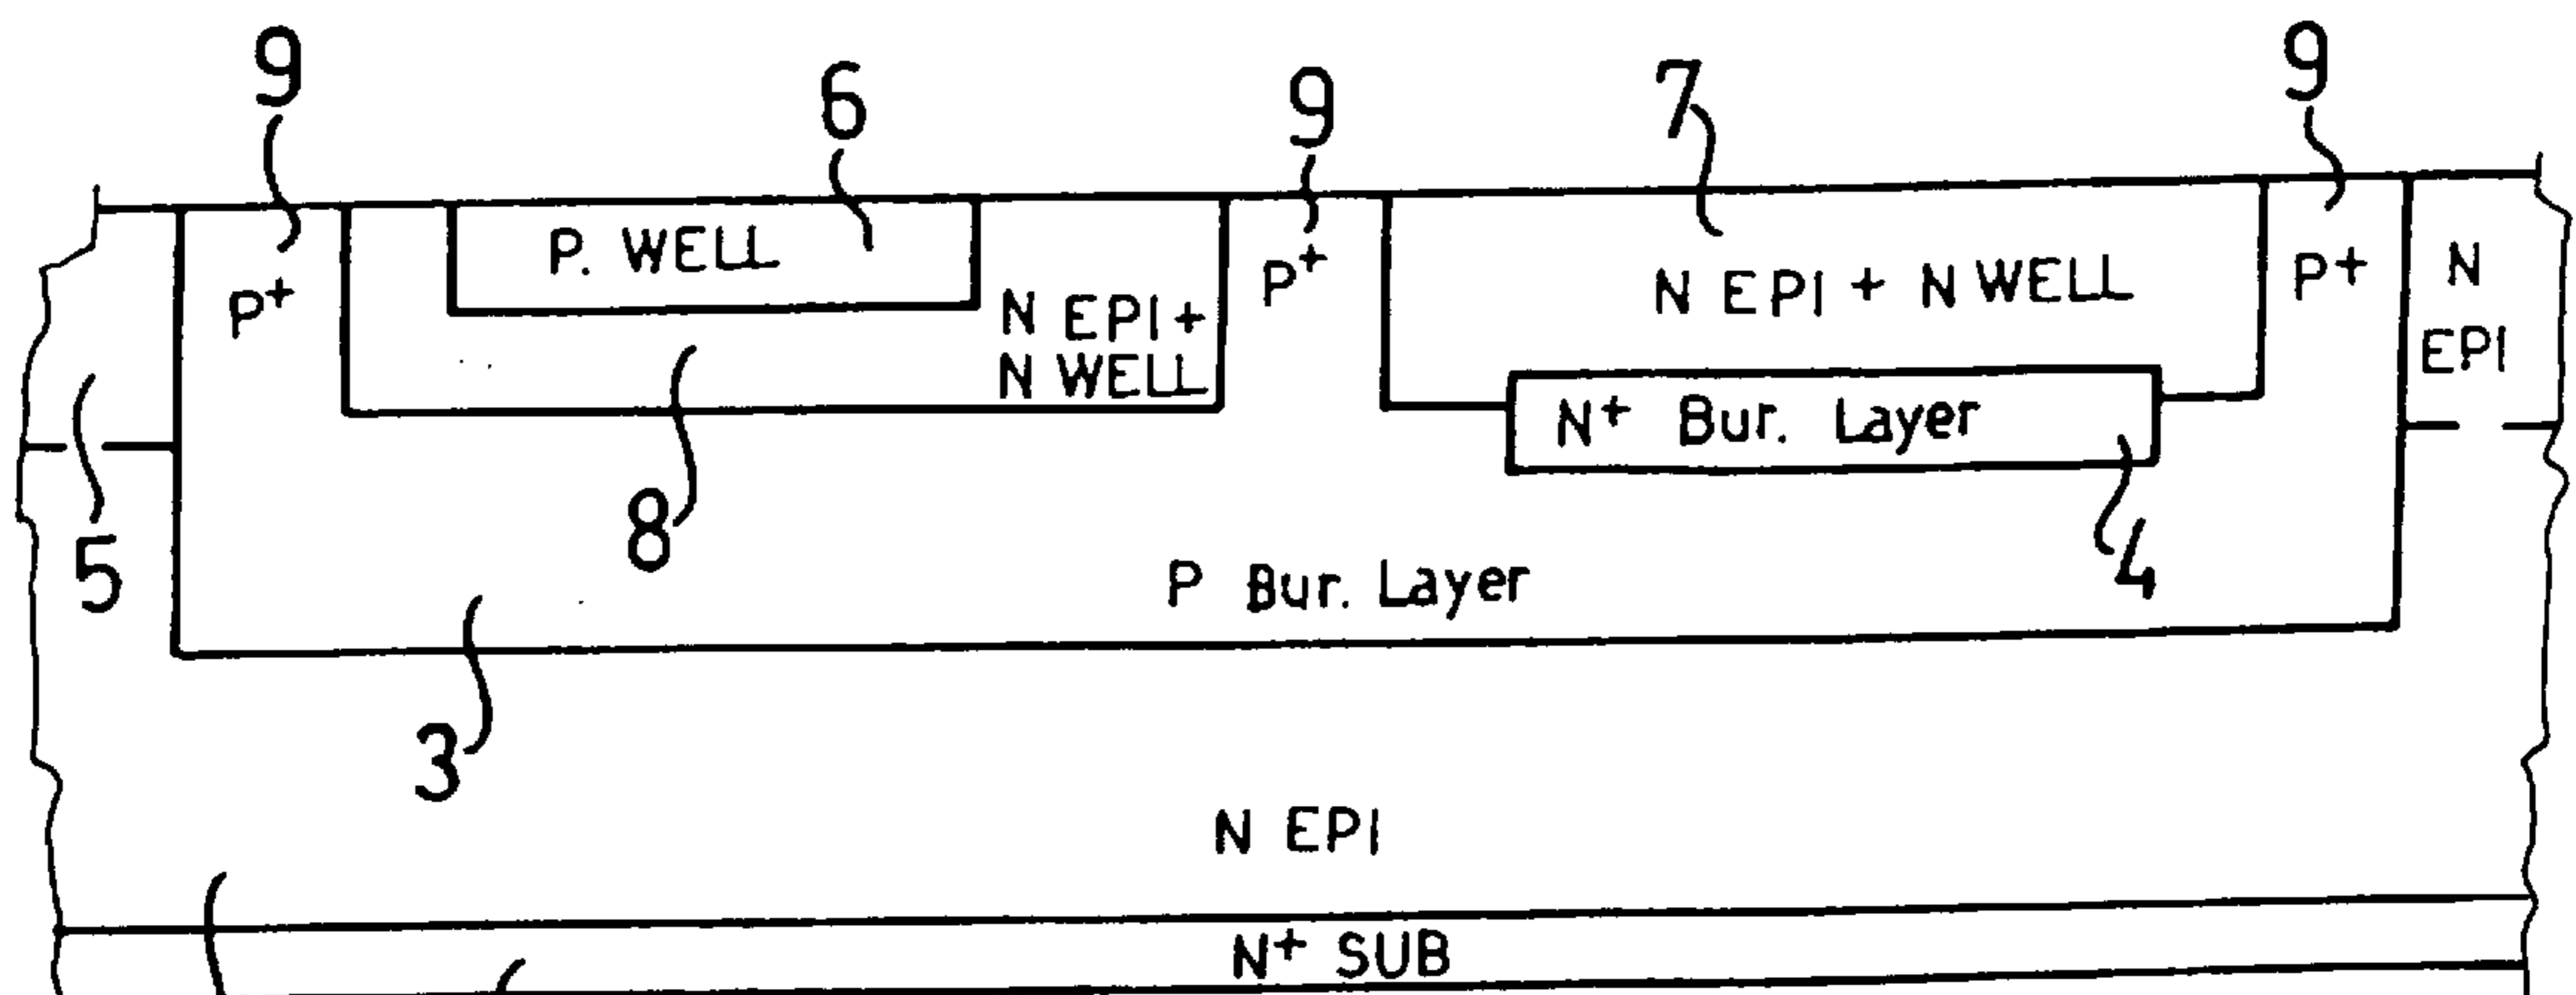 9
6
9
7
9
P. WELL
P+
N EPI +
N WELL
P+
N EPI + N WELL
P+
N
EPI
N+ Bur. Layer
5
8
4
P Bur. Layer
3
N EPI
N+ SUB